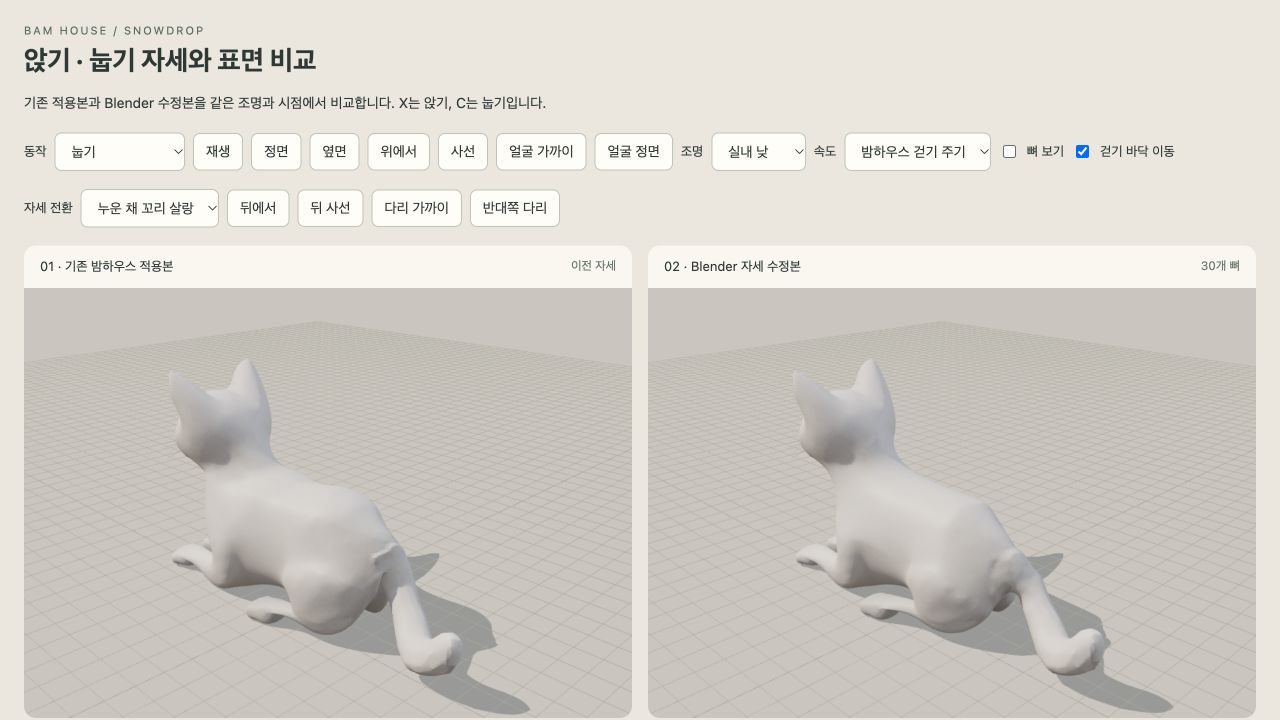 BAM HOUSE / SNOWDROP
앉기 · 눕기 자세와 표면 비교
기존 적용본과 Blender 수정본을 같은 조명과 시점에서 비교합니다. X는 앉기, C는 눕기입니다.
동작 눕기 재생 정면 옆면 위에서 사선 얼굴 가까이 얼굴 정면 조명 실내 낮 속도 밤하우스 걷기 주기 뼈 보기 걷기 바닥 이동
자세 전환 누운 채 꼬리 살랑 뒤에서 뒤 사선 다리 가까이 반대쪽 다리
01 · 기존 밤하우스 적용본 이전 자세
02 · Blender 자세 수정본 30개 뼈